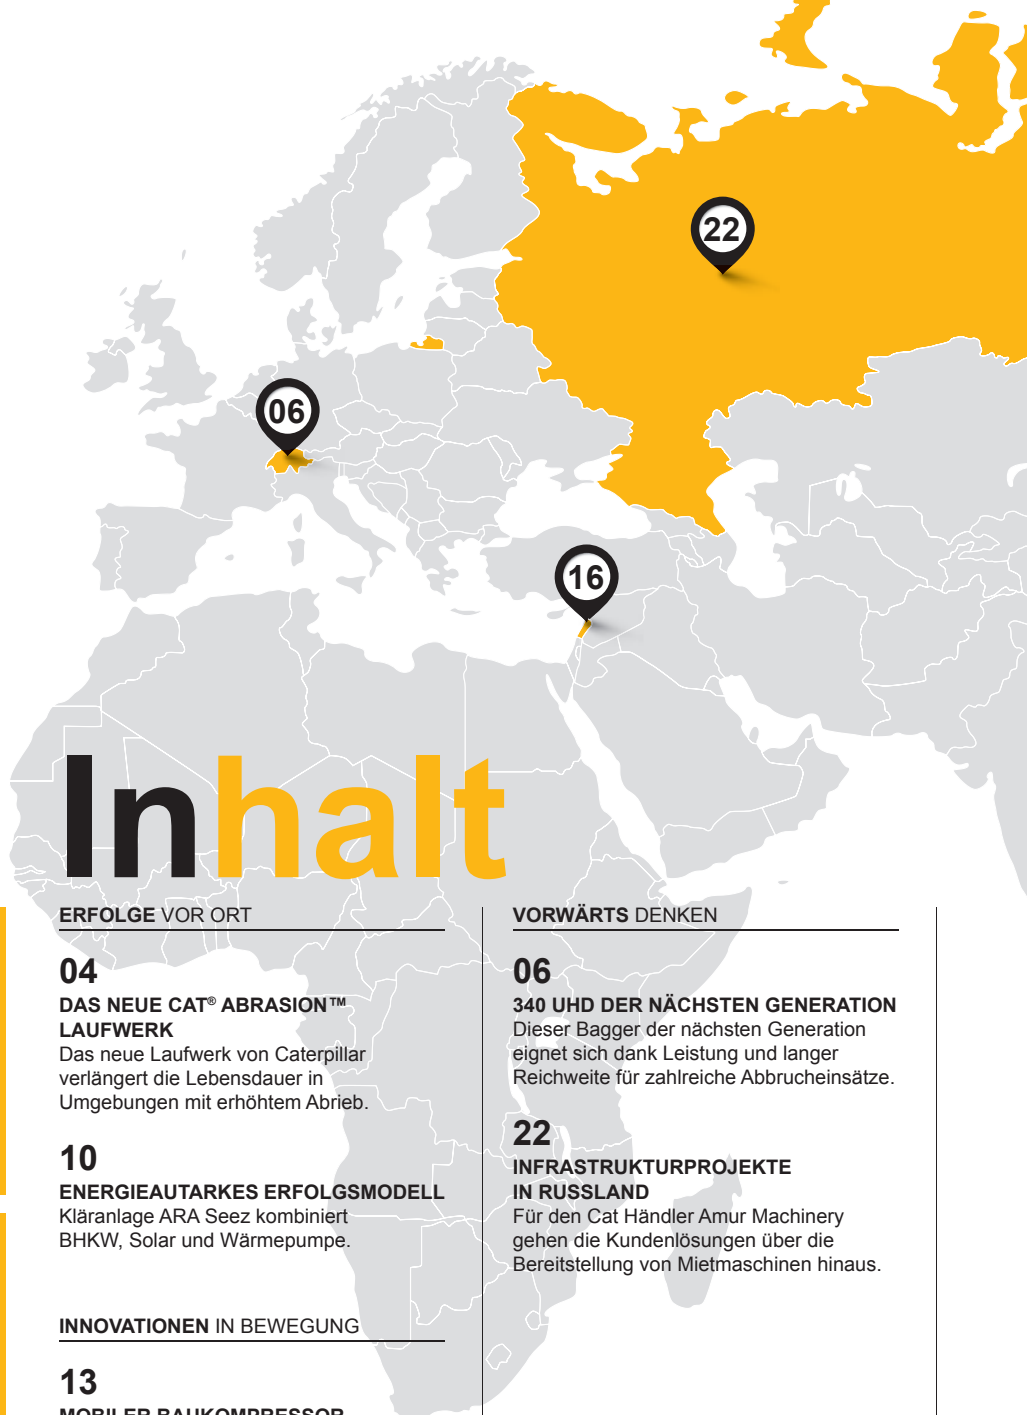 22
06
16
Inhalt
ERFOLGE VOR ORT
04
DAS NEUE CAT® ABRASION™
LAUFWERK
Das neue Laufwerk von Caterpillar
verlängert die Lebensdauer in
Umgebungen mit erhöhtem Abrieb.
10
ENERGIEAUTARKES ERFOLGSMODELL
Kläranlage ARA Seez kombiniert
BHKW, Solar und Wärmepumpe.
INNOVATIONEN IN BEWEGUNG
13
MOBILER BAUKOMPRESSOR
VORWÄRTS DENKEN
06
340 UHD DER NÄCHSTEN GENERATION
Dieser Bagger der nächsten Generation
eignet sich dank Leistung und langer
Reichweite für zahlreiche Abbrucheinsätze.
22
INFRASTRUKTURPROJEKTE
IN RUSSLAND
Für den Cat Händler Amur Machinery
gehen die Kundenlösungen über die
Bereitstellung von Mietmaschinen hinaus.